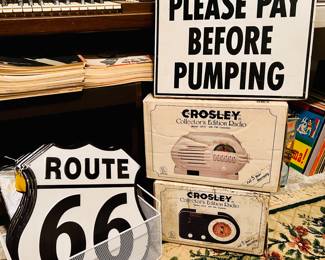 PLEASE PAY
BEFORE
PUMPING
CROSLEY
Collector's Edition Radio
CROSLEY
Collector's Edition Radio
ROUTE
66